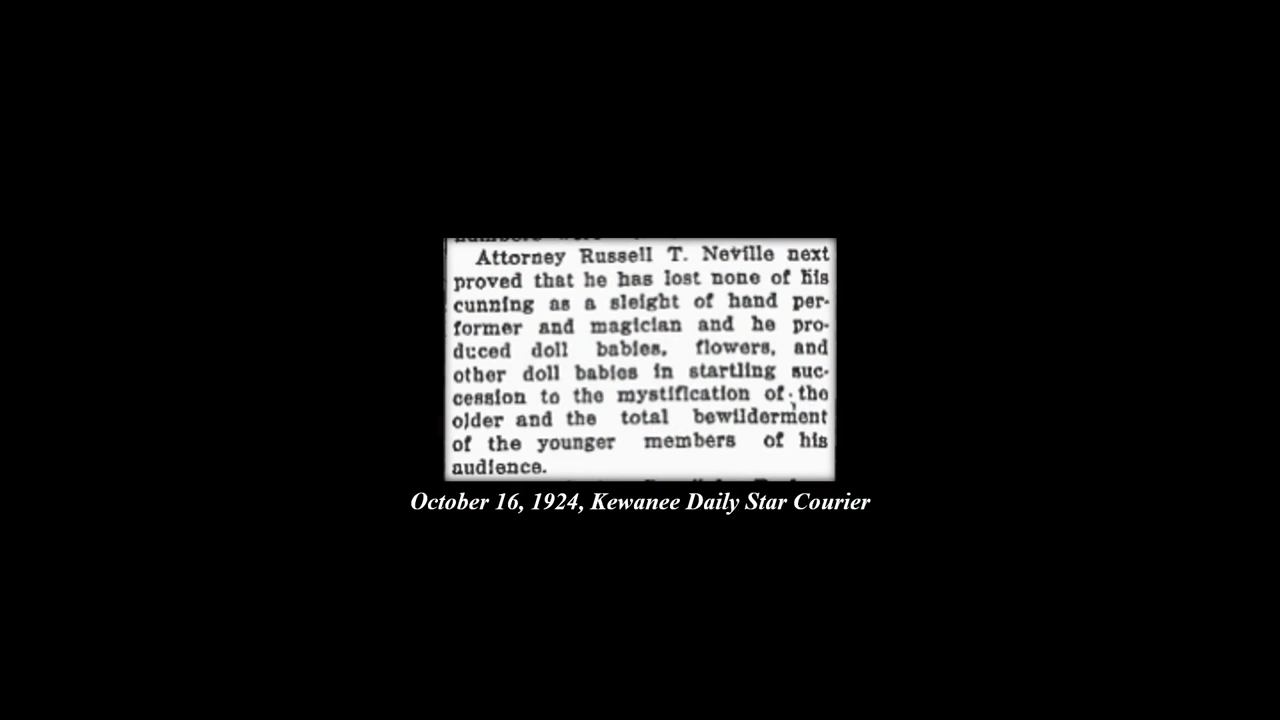 Attorney Russell T. Neville next
proved that he has lost none of his
cunning as a sleight of hand per-
former and magician and he pro-
duced doll babies, flowers, and
other doll babies in startling suc-
cession to the mystification of the
older and the total bewilderment
of the younger members of his
audience.
October 16, 1924, Kewanee Daily Star Courier